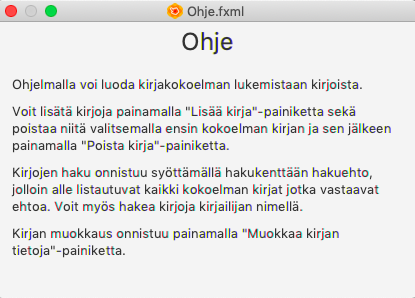 Ohje.fxml
Ohje
Ohjelmalla voi luoda kirjakokoelman lukemistaan kirjoista.
Voit lisätä kirjoja painamalla "Lisää kirja"-painiketta sekä
poistaa niitä valitsemalla ensin kokoelman kirjan ja sen jälkeen
painamalla "Poista kirja"-painiketta.
Kirjojen haku onnistuu syöttämällä hakukenttään hakuehto,
jolloin alle listautuvat kaikki kokoelman kirjat jotka vastaavat
ehtoa. Voit myös hakea kirjoja kirjailijan nimellä.
Kirjan muokkaus onnistuu painamalla "Muokkaa kirjan
tietoja"-painiketta.